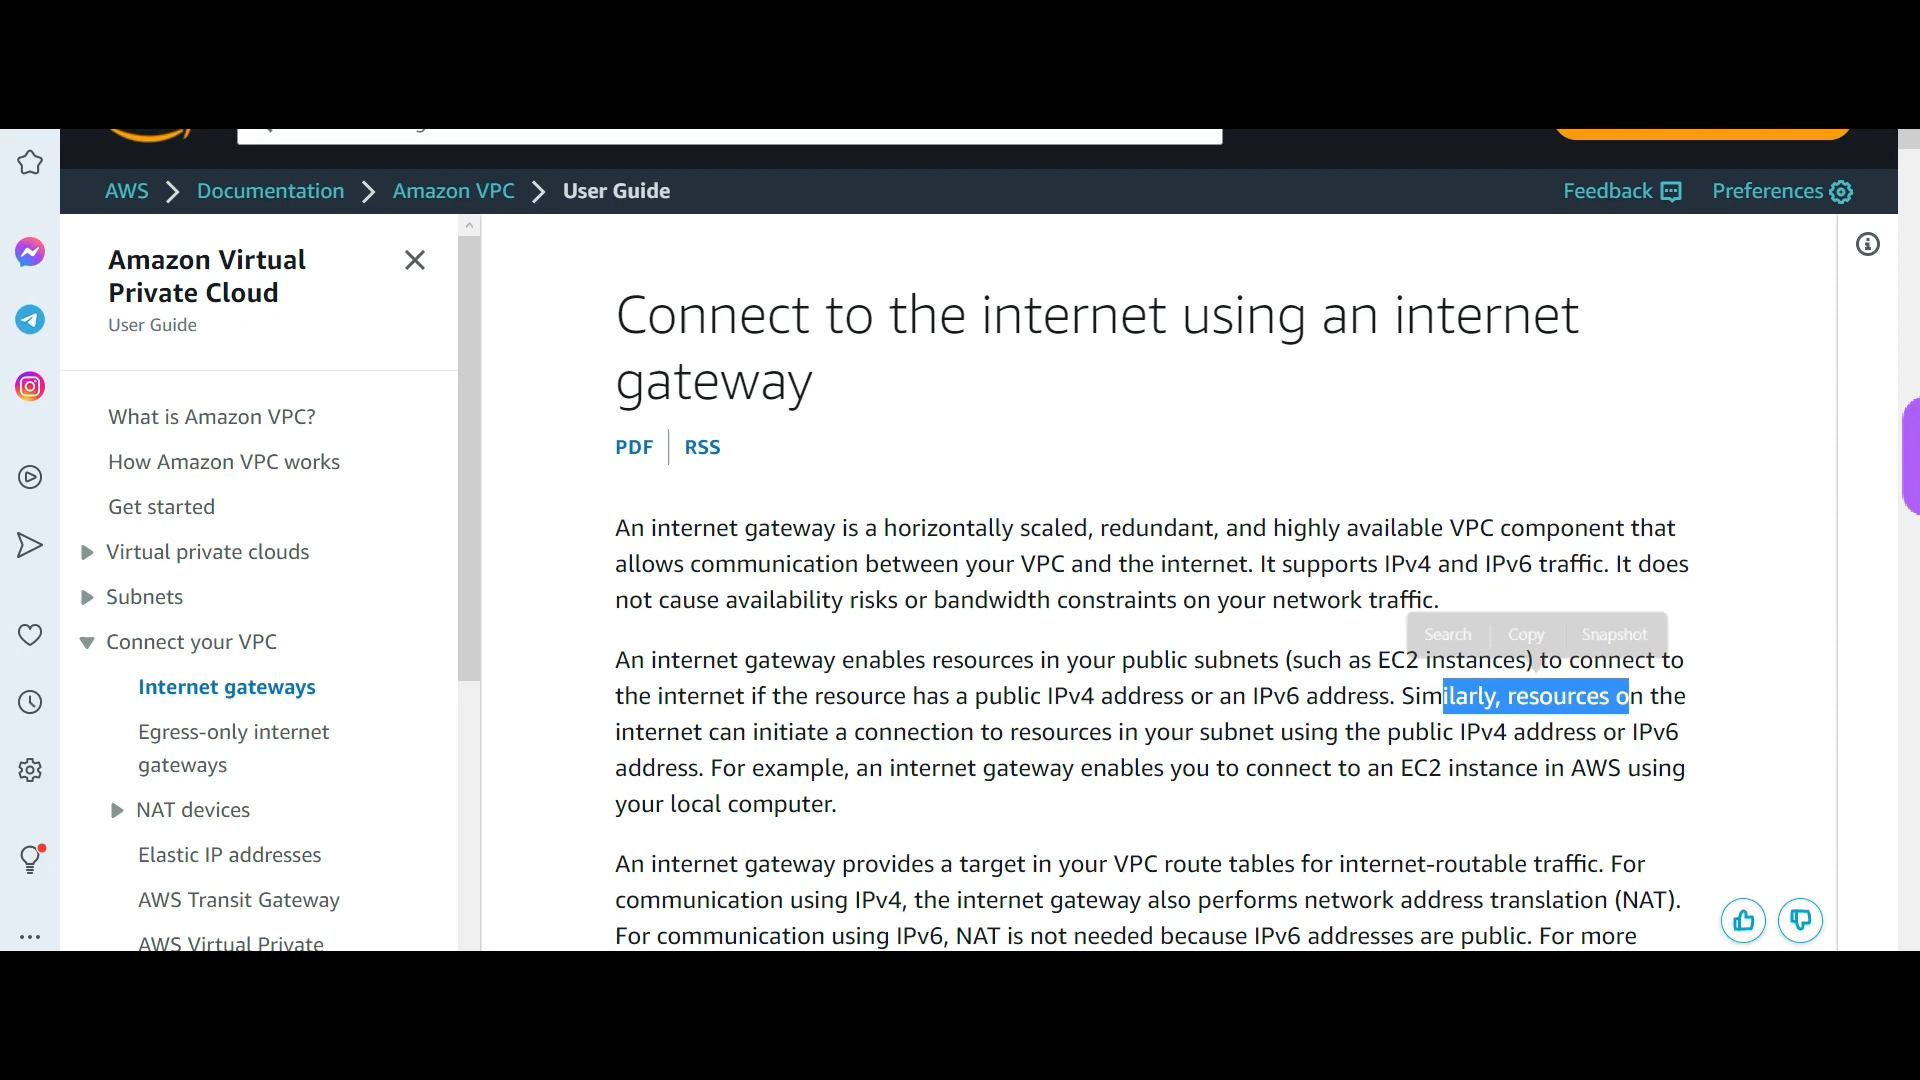 AWS > Documentation > Amazon VPC > User Guide
Feedback
Preferences
Amazon Virtual
Private Cloud
User Guide
What is Amazon VPC?
How Amazon VPC works
Get started
Virtual private clouds
Subnets
Connect your VPC
Internet gateways
Egress-only internet
gateways
NAT devices
Elastic IP addresses
AWS Transit Gateway
AWS Virtual Private
Connect to the internet using an internet
gateway
PDF | RSS
An internet gateway is a horizontally scaled, redundant, and highly available VPC component that
allows communication between your VPC and the internet. It supports IPv4 and IPv6 traffic. It does
not cause availability risks or bandwidth constraints on your network traffic.
Search Copy Snapshot
An internet gateway enables resources in your public subnets (such as EC2 instances) to connect to
the internet if the resource has a public IPv4 address or an IPv6 address. Similarly, resources on the
internet can initiate a connection to resources in your subnet using the public IPv4 address or IPv6
address. For example, an internet gateway enables you to connect to an EC2 instance in AWS using
your local computer.
An internet gateway provides a target in your VPC route tables for internet-routable traffic. For
communication using IPv4, the internet gateway also performs network address translation (NAT).
For communication using IPv6, NAT is not needed because IPv6 addresses are public. For more